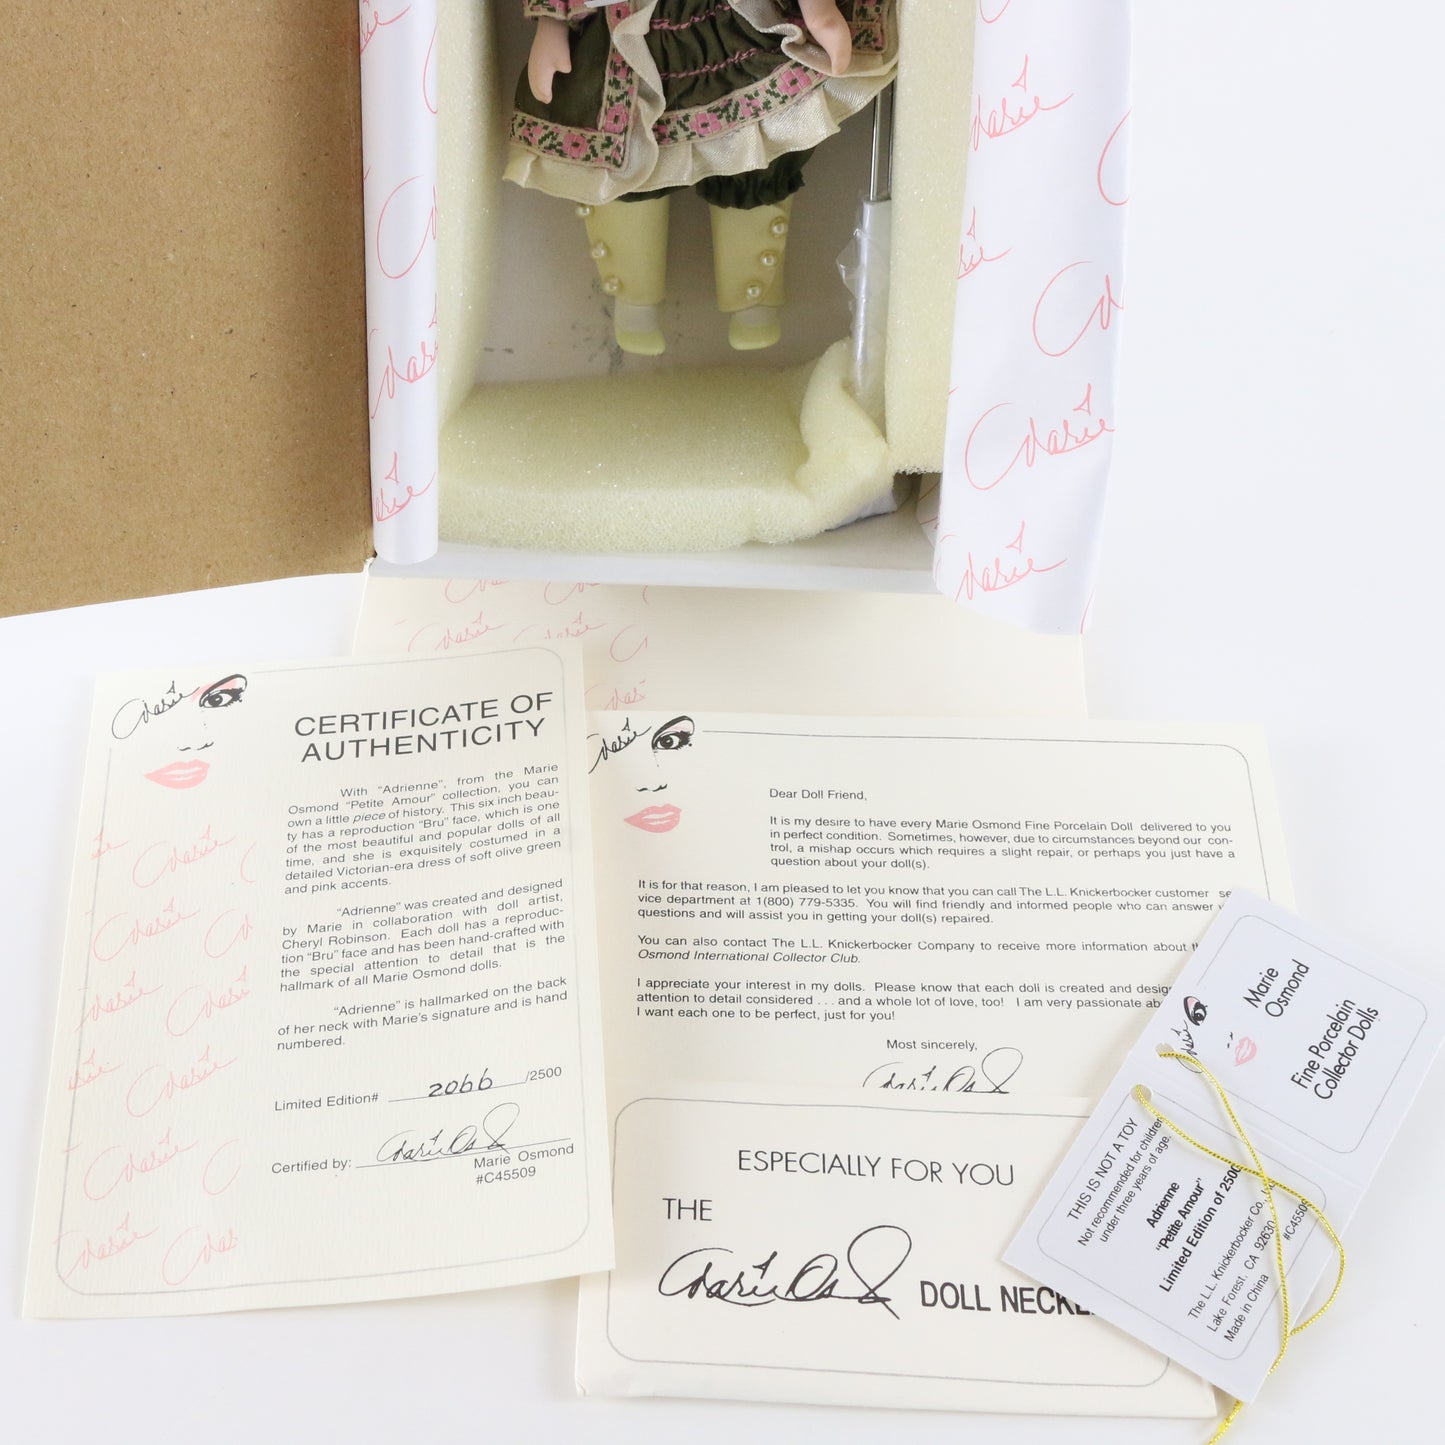 Marie
CERTIFICATE OF
AUTHENTICITY
With "Adrienne", from the Marie
Osmond "Petite Amour" collection, you can
own a little piece of history. This six inch beau-
ty has a reproduction "Bru" face, which is one
of the most beautiful and popular dolls of all
time, and she is exquisitely costumed in a
detailed Victorian-era dress of soft olive green
and pink accents.
"Adrienne" was created and designed
by Marie in collaboration with doll artist,
Cheryl Robinson. Each doll has a reproduc-
tion "Bru" face and has been hand-crafted with
the special attention to detail that is the
hallmark of all Marie Osmond dolls.
"Adrienne" is hallmarked on the back
of her neck with Marie's signature and is hand
numbered.
Limited Edition# 2066 /2500
Certified by: Marie Osmond
Marie Osmond
#C45509
Marie
Dear Doll Friend,
It is my desire to have every Marie Osmond Fine Porcelain Doll delivered to you
in perfect condition. Sometimes, however, due to circumstances beyond our con-
trol, a mishap occurs which requires a slight repair, or perhaps you just have a
question about your doll(s).
It is for that reason, I am pleased to let you know that you can call The L.L. Knickerbocker customer se
vice department at 1(800) 779-5335. You will find friendly and informed people who can answer
questions and will assist you in getting your doll(s) repaired.
You can also contact The L.L. Knickerbocker Company to receive more information about
Osmond International Collector Club.
I appreciate your interest in my dolls. Please know that each doll is created and
attention to detail considered . . . and a whole lot of love, too! I am very passionate
I want each one to be perfect, just for you!
Most sincerely,
Marie Os
ESPECIALLY FOR YOU
THE
Marie Os DOLL
Marie
Marie
Osmond
Fine Porcelain
Collector Dolls
THIS IS NOT A TOY
Not recommended for children
under three years of age.
Adrienne
"Petite Amour"
Limited Edition of 2500
The L.L. Knickerbocker Co.,
Lake Forest, CA 92630
Made in China
#C45509